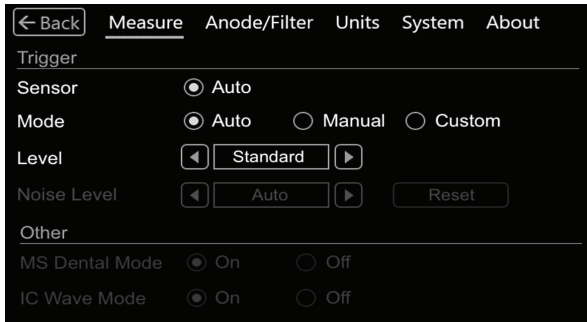 Back Measure Anode/Filter Units System About
Trigger
Sensor Auto
Mode Auto Manual Custom
Level Standard
Noise Level Auto Reset
Other
MS Dental Mode On Off
IC Wave Mode On Off